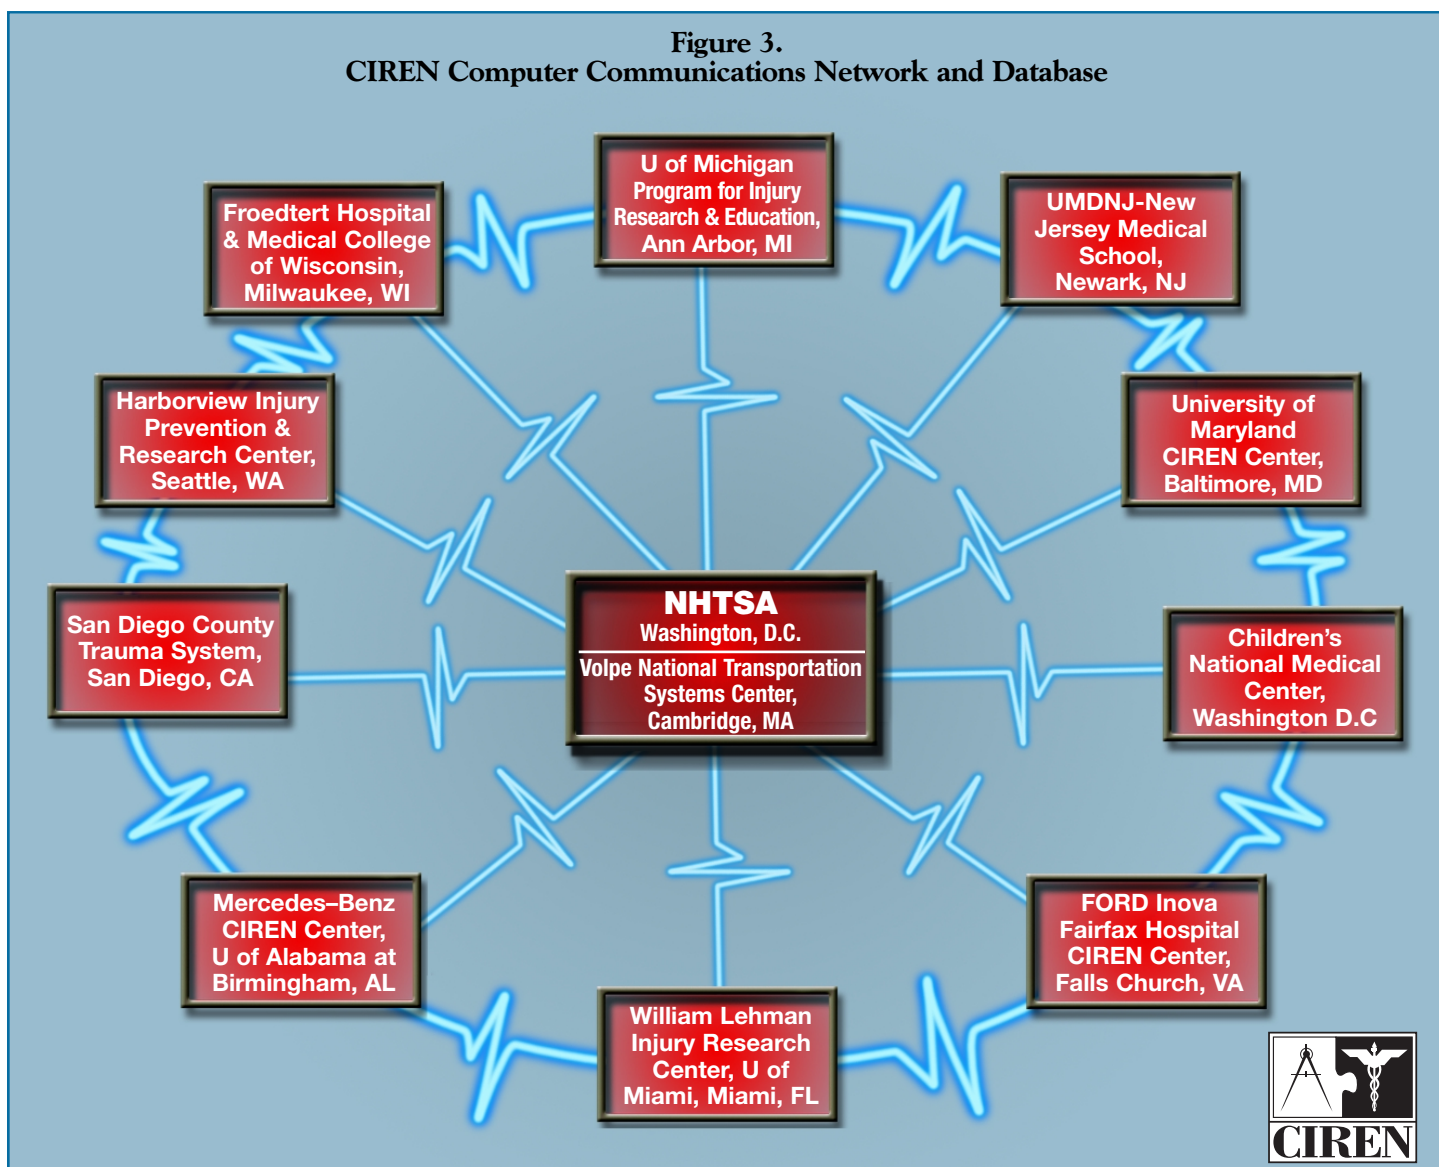 Figure 3.
CIREN Computer Communications Network and Database
U of Michigan
Program for Injury
Research & Education,
Ann Arbor, MI
Froedtert Hospital
& Medical College
of Wisconsin,
Milwaukee, WI
UMDNJ-New
Jersey Medical
School,
Newark, NJ
Harborview Injury
Prevention &
Research Center,
Seattle, WA
University of
Maryland
CIREN Center,
Baltimore, MD
San Diego County
Trauma System,
San Diego, CA
NHTSA
Washington, D.C.
Volpe National Transportation
Systems Center,
Cambridge, MA
Children’s
National Medical
Center,
Washington D.C
Mercedes–Benz
CIREN Center,
U of Alabama at
Birmingham, AL
William Lehman
Injury Research
Center, U of
Miami, Miami, FL
FORD Inova
Fairfax Hospital
CIREN Center,
Falls Church, VA
CIREN